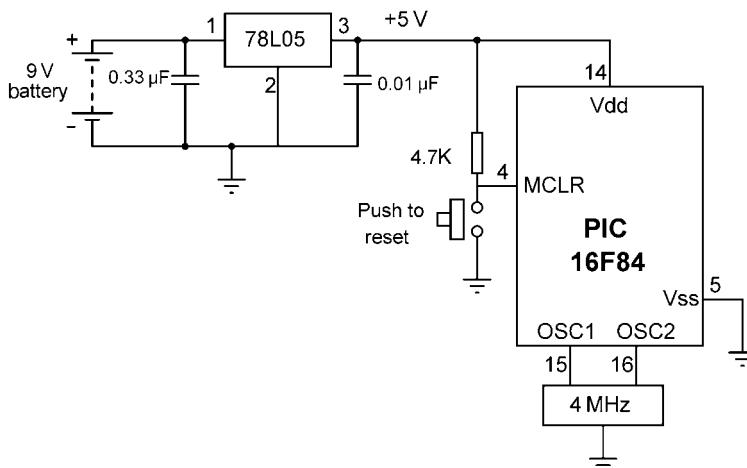 1
78L05
3
+5 V
+
9 V
battery
-
0.33 µF
2
0.01 µF
14
Vdd
4.7K
4
MCLR
Push to
reset
PIC
16F84
Vss
5
OSC1
OSC2
15
16
4 MHz